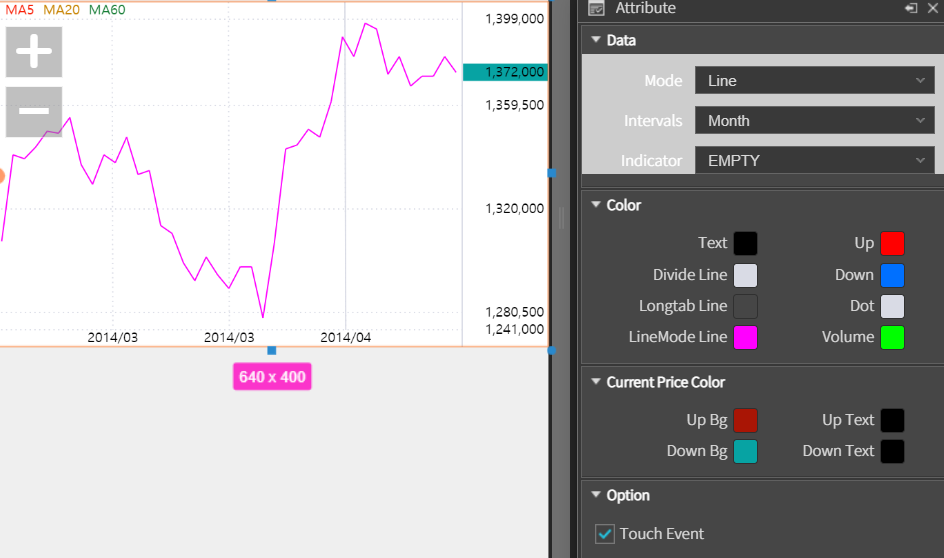 MA5 MA20 MA60
1,399,000
1,372,000
1,359,500
1,320,000
1,280,500
1,241,000
2014/03 2014/03 2014/04
640 x 400
Attribute
Data
Mode Line
Intervals Month
Indicator EMPTY
Color
Text Up
Divide Line Down
Longtab Line Dot
LineMode Line Volume
Current Price Color
Up Bg Up Text
Down Bg Down Text
Option
Touch Event